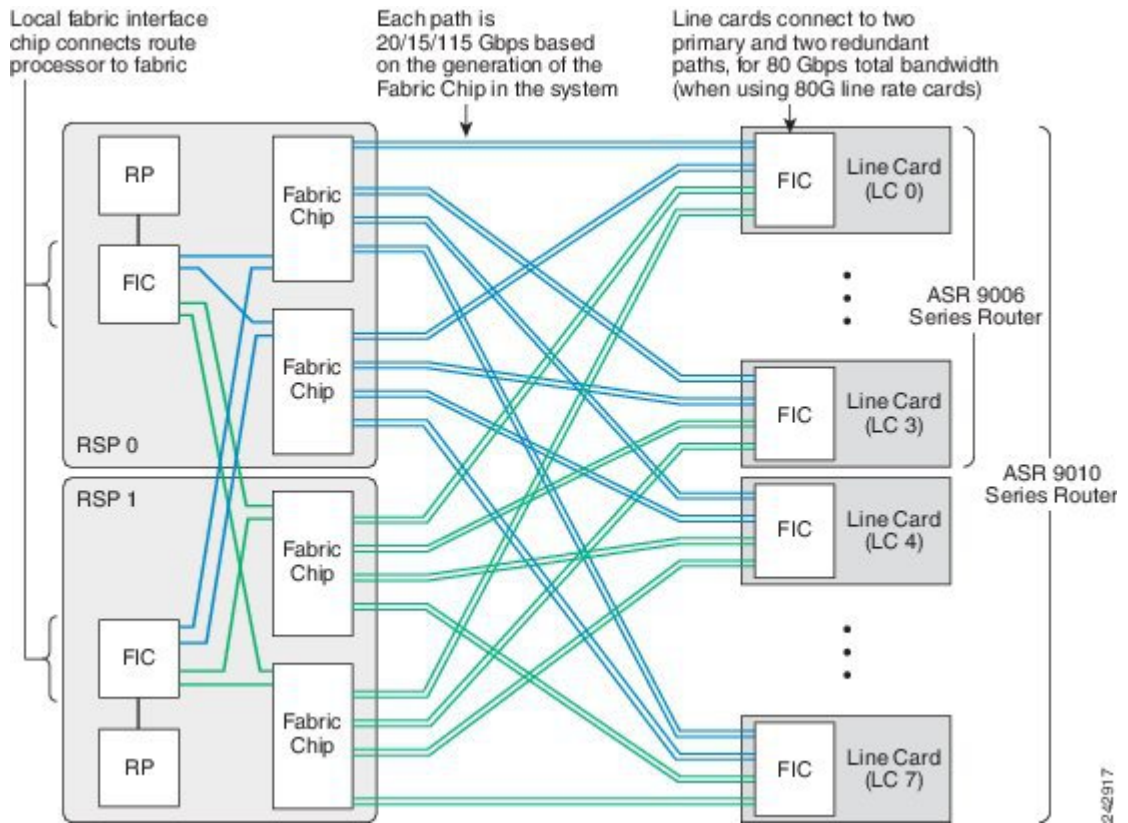 Local fabric interface
chip connects route
processor to fabric
Each path is
20/15/115 Gbps based
on the generation of the
Fabric Chip in the system
Line cards connect to two
primary and two redundant
paths, for 80 Gbps total bandwidth
(when using 80G line rate cards)
RP
FIC
Fabric
Chip
Fabric
Chip
RSP 0
RSP 1
Fabric
Chip
FIC
RP
Fabric
Chip
FIC
Line Card
(LC 0)
ASR 9006
Series Router
FIC
Line Card
(LC 3)
ASR 9010
Series Router
FIC
Line Card
(LC 4)
FIC
Line Card
(LC 7)
242917